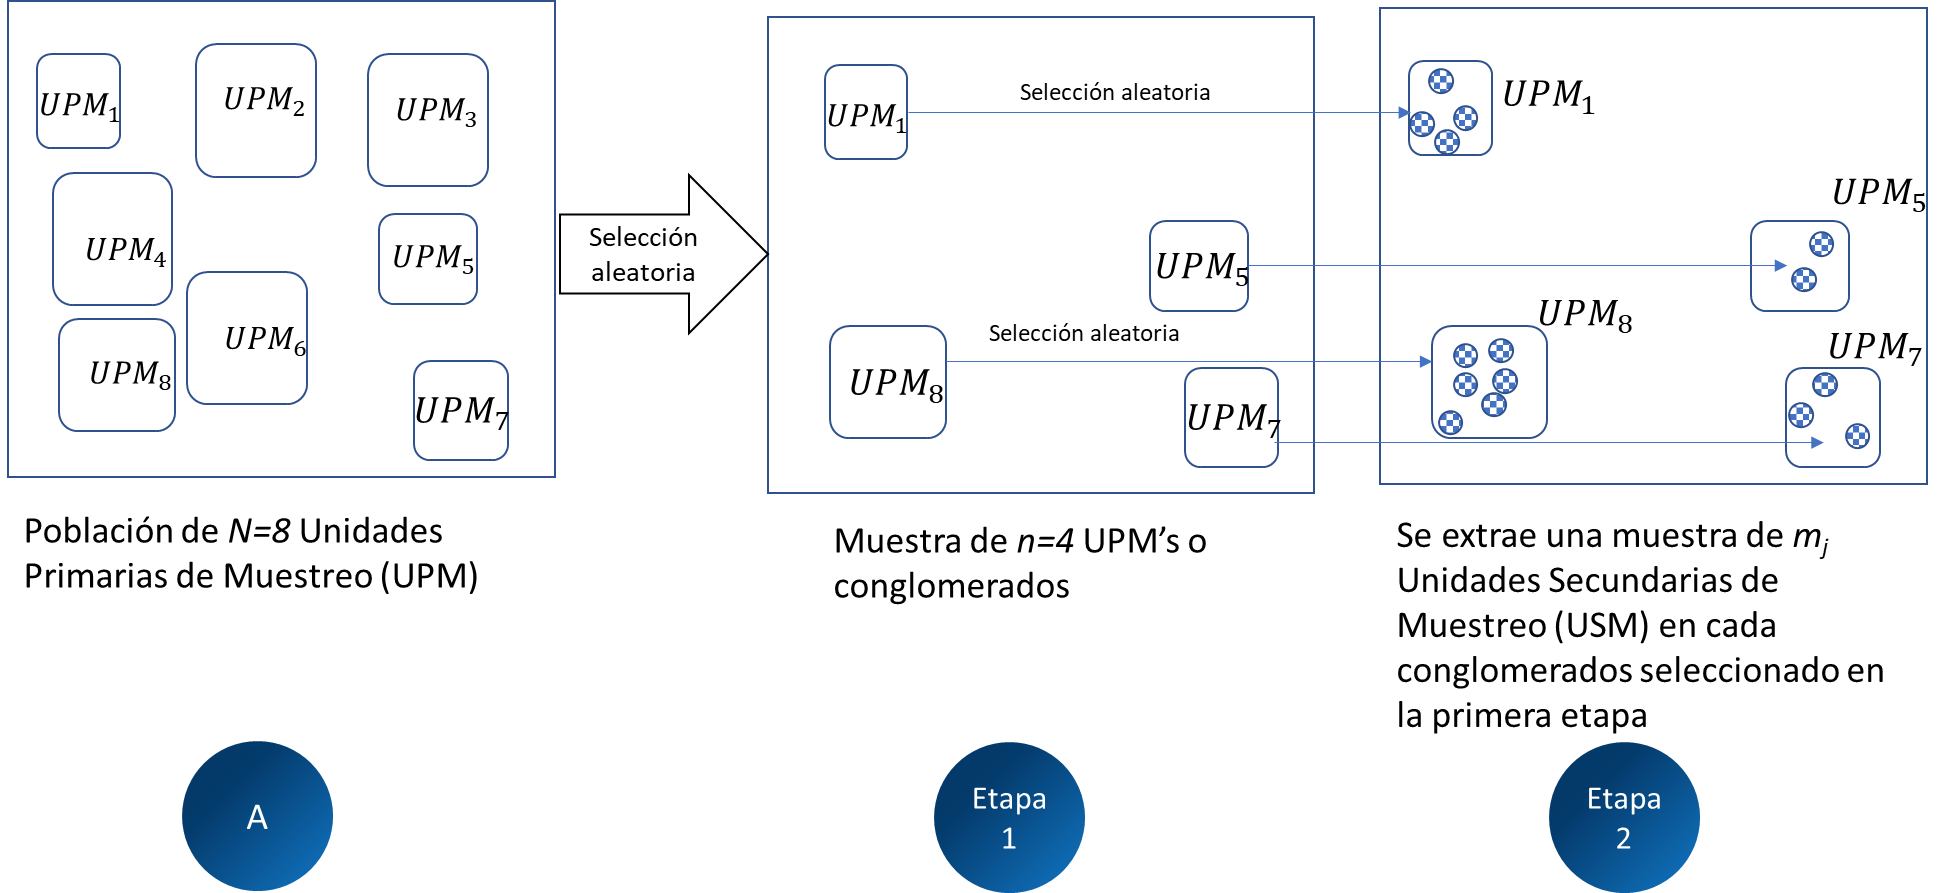 UPM₁
UPM₂
UPM₃
UPM₄
UPM₅
UPM₆
UPM₈
UPM₇
Población de N=8 Unidades
Primarias de Muestreo (UPM)
A
Selección
aleatoria
UPM₁
Selección aleatoria
UPM₅
Selección aleatoria
UPM₈
UPM₇
Muestra de n=4 UPM’s o
conglomerados
Etapa
1
UPM₁
UPM₅
UPM₈
UPM₇
Se extrae una muestra de mⱼ
Unidades Secundarias de
Muestreo (USM) en cada
conglomerados seleccionado en
la primera etapa
Etapa
2